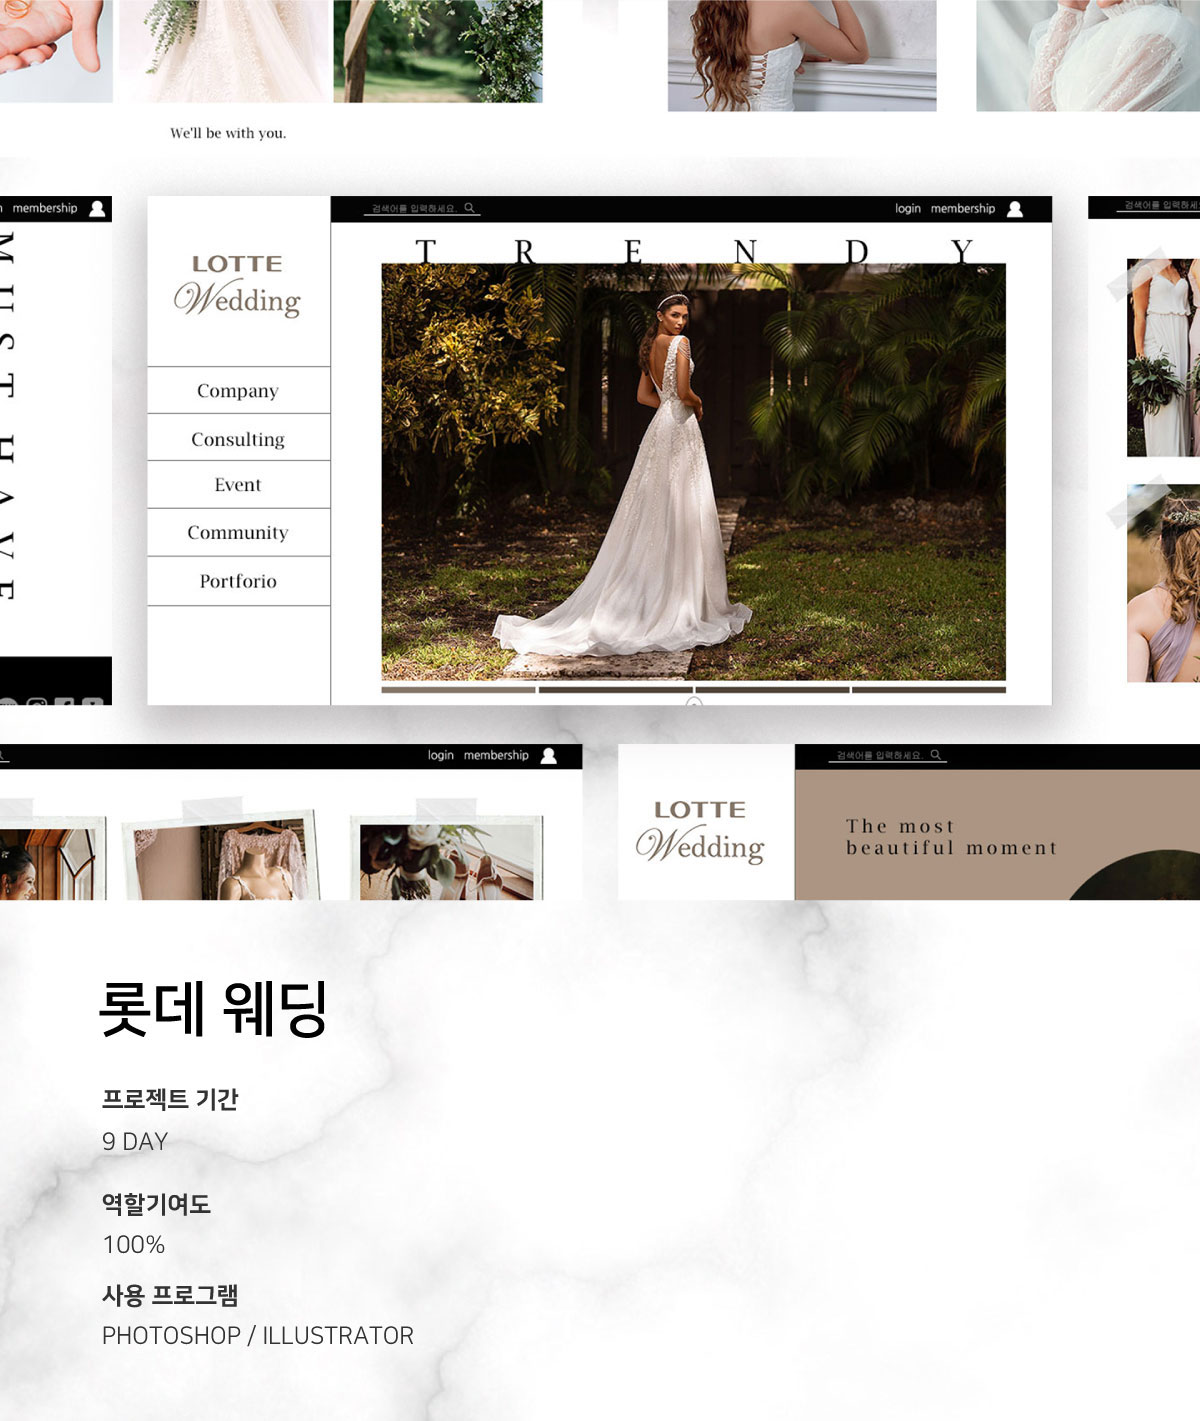 We'll be with you.
membership
MUST HAVE
검색어를 입력하세요.
login membership
LOTTE
Wedding
TRENDY
Company
Consulting
Event
Community
Portforio
검색어를 입력하세
login membership
검색어를 입력하세요.
LOTTE
Wedding
The most
beautiful moment
롯데 웨딩
프로젝트 기간
9 DAY
역할기여도
100%
사용 프로그램
PHOTOSHOP / ILLUSTRATOR